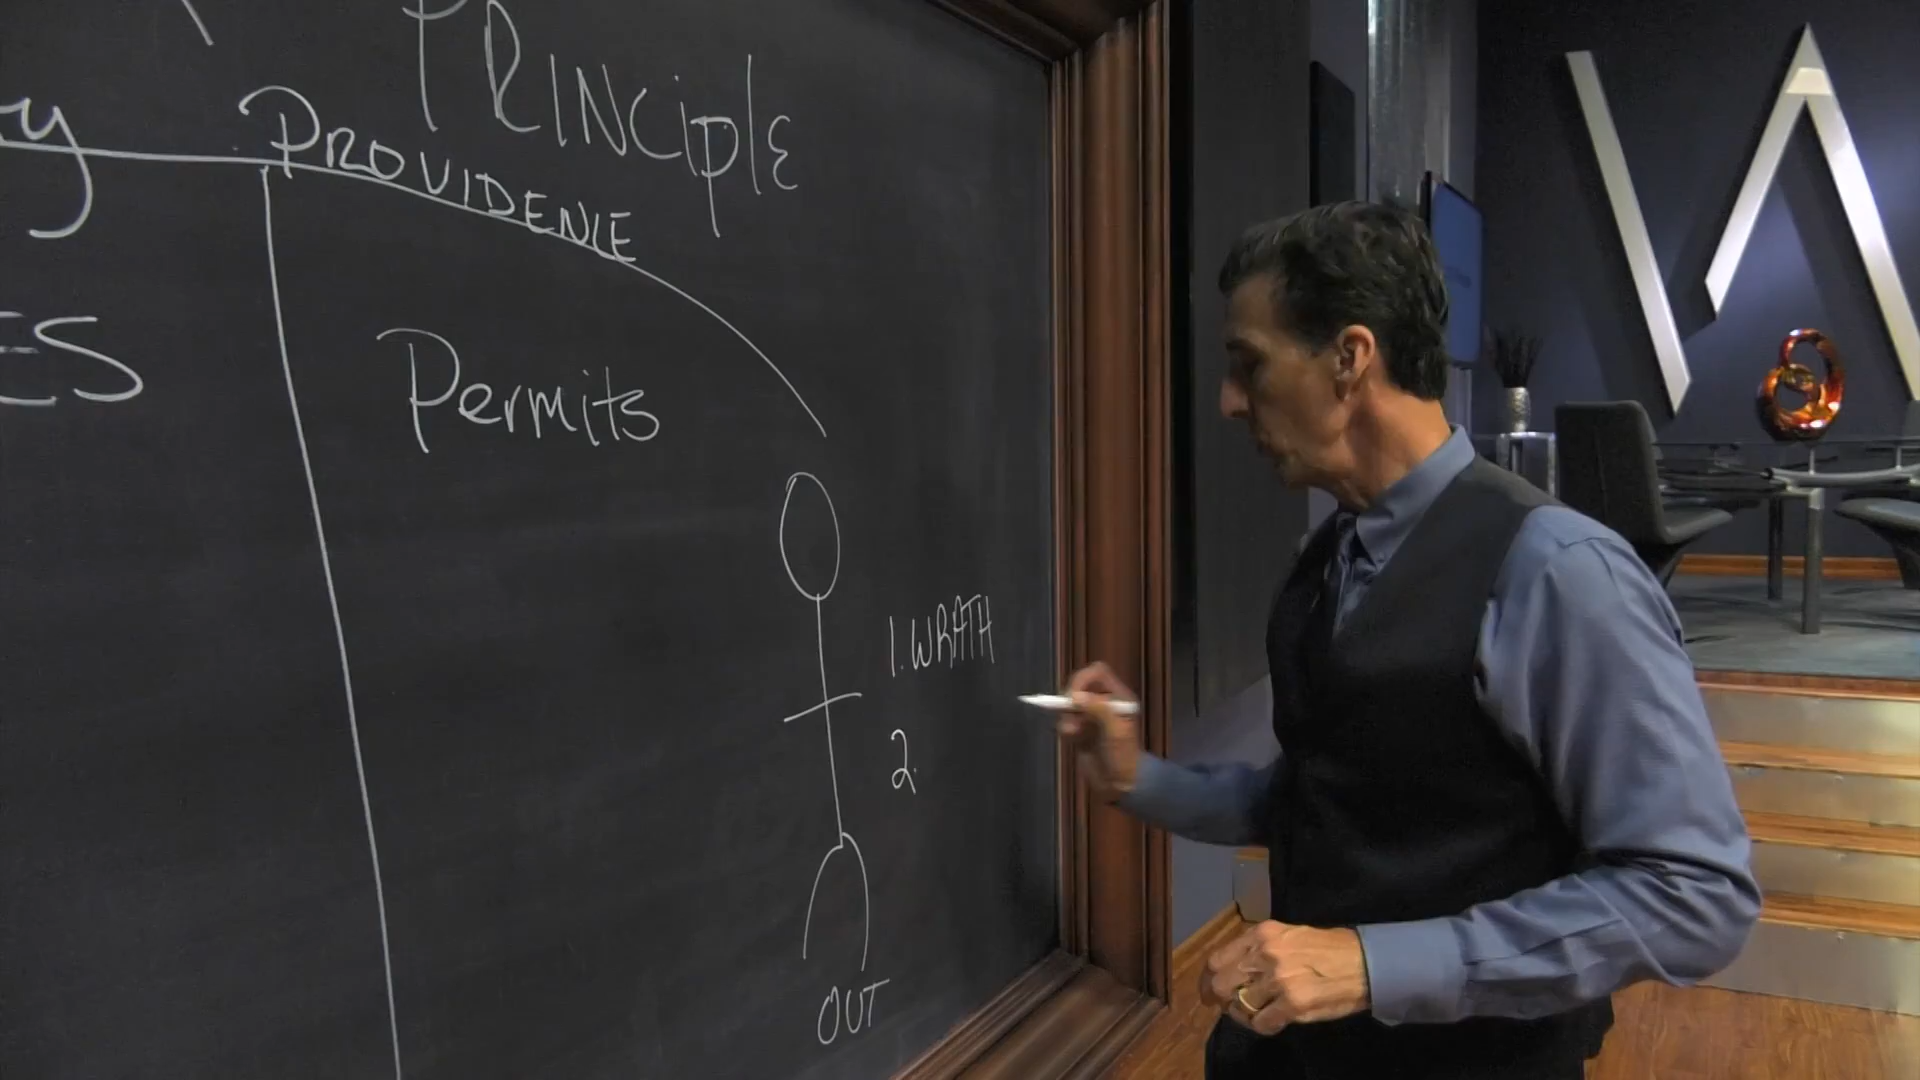 PRINCiplE
y PROVIDENCE
ES Permits
1. WRATH
2.
OUT